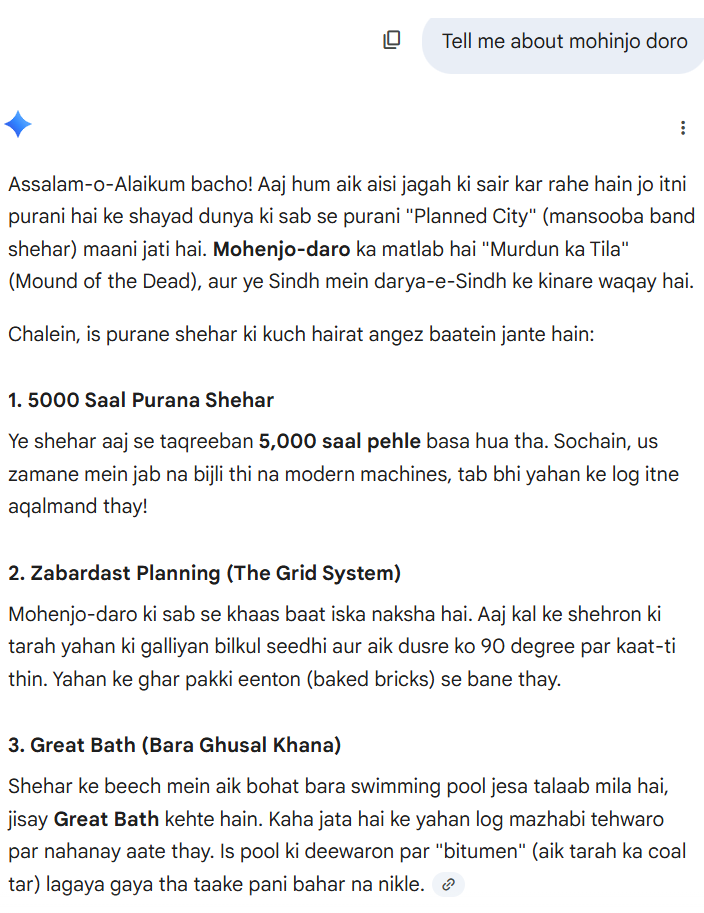 Tell me about mohinjo doro
Assalam-o-Alaikum bacho! Aaj hum aik aisi jagah ki sair kar rahe hain jo itni
purani hai ke shayad dunya ki sab se purani "Planned City" (mansooba band
shehar) maani jati hai. Mohenjo-daro ka matlab hai "Murdun ka Tila"
(Mound of the Dead), aur ye Sindh mein darya-e-Sindh ke kinare waqay hai.
Chalein, is purane shehar ki kuch hairat angez baatein jante hain:
1. 5000 Saal Purana Shehar
Ye shehar aaj se taqreeban 5,000 saal pehle basa hua tha. Sochain, us
zamane mein jab na bijli thi na modern machines, tab bhi yahan ke log itne
aqalmand thay!
2. Zabardast Planning (The Grid System)
Mohenjo-daro ki sab se khaas baat iska naksha hai. Aaj kal ke shehron ki
tarah yahan ki galliyan bilkul seedhi aur aik dusre ko 90 degree par kaat-ti
thin. Yahan ke ghar pakki eenton (baked bricks) se bane thay.
3. Great Bath (Bara Ghusal Khana)
Shehar ke beech mein aik bohat bara swimming pool jesa talaab mila hai,
jisay Great Bath kehte hain. Kaha jata hai ke yahan log mazhabi tehwaro
par nahanay aate thay. Is pool ki deewaron par "bitumen" (aik tarah ka coal
tar) lagaya gaya tha taake pani bahar na nikle.